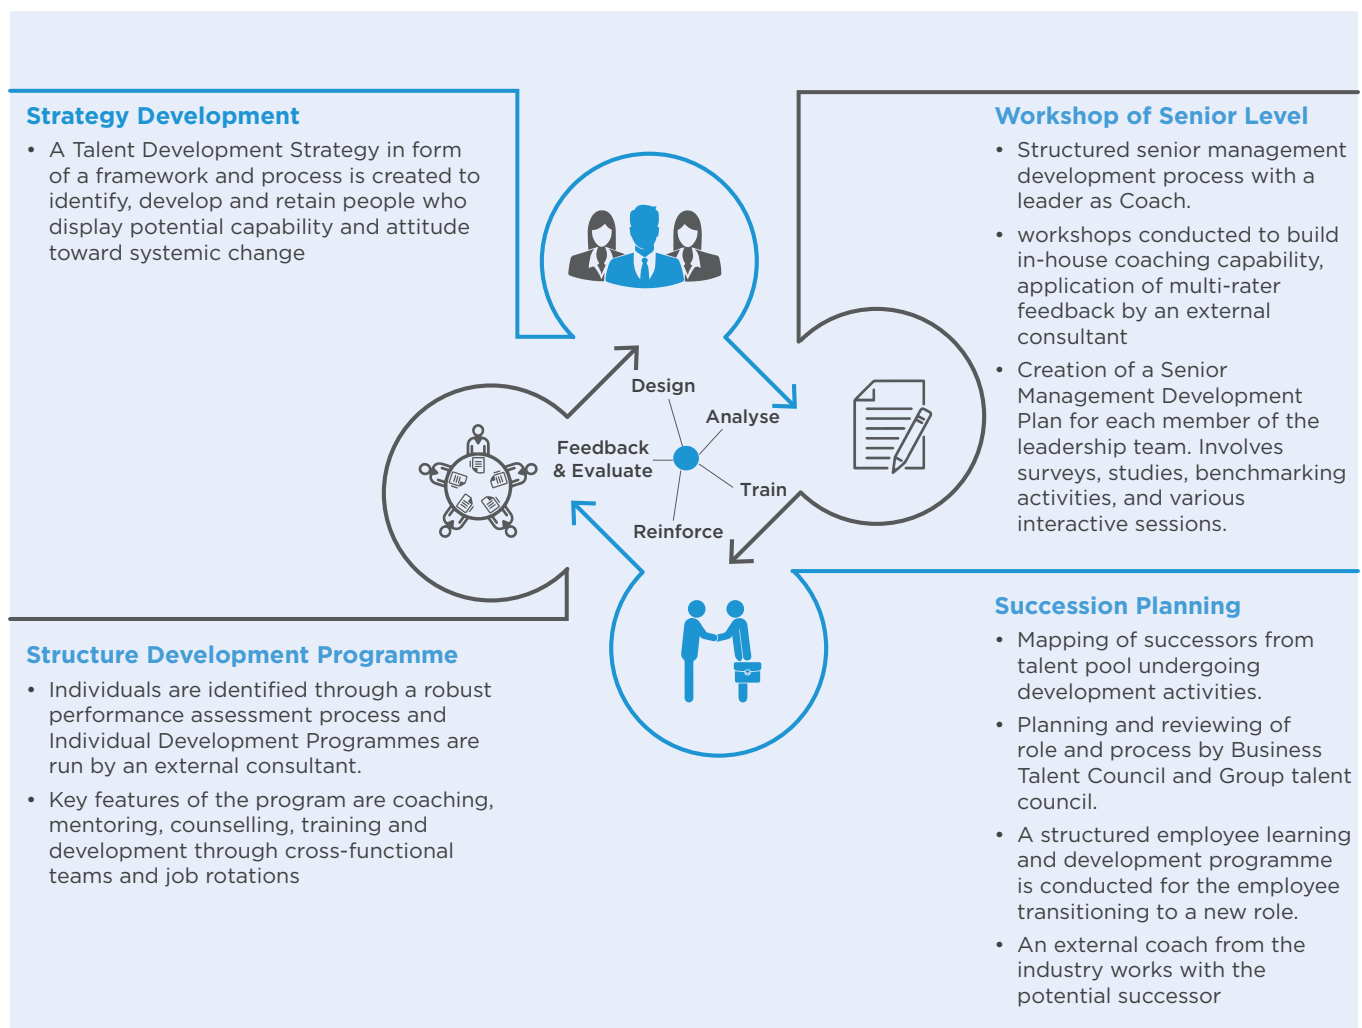 Strategy Development
• A Talent Development Strategy in form
of a framework and process is created to
identify, develop and retain people who
display potential capability and attitude
toward systemic change
Workshop of Senior Level
• Structured senior management
development process with a
leader as Coach.
• workshops conducted to build
in-house coaching capability,
application of multi-rater
feedback by an external
consultant
• Creation of a Senior
Management Development
Plan for each member of the
leadership team. Involves
surveys, studies, benchmarking
activities, and various
interactive sessions.
Design
Analyse
Feedback
& Evaluate
Train
Reinforce
Structure Development Programme
• Individuals are identified through a robust
performance assessment process and
Individual Development Programmes are
run by an external consultant.
• Key features of the program are coaching,
mentoring, counselling, training and
development through cross-functional
teams and job rotations
Succession Planning
• Mapping of successors from
talent pool undergoing
development activities.
• Planning and reviewing of
role and process by Business
Talent Council and Group talent
council.
• A structured employee learning
and development programme
is conducted for the employee
transitioning to a new role.
• An external coach from the
industry works with the
potential successor